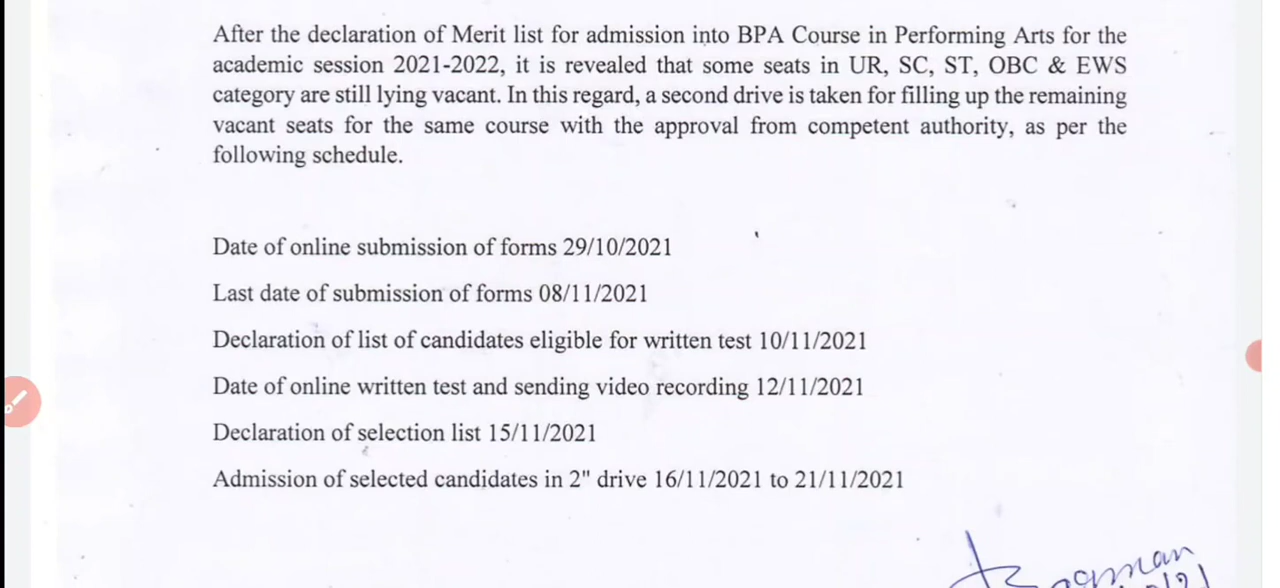 After the declaration of Merit list for admission into BPA Course in Performing Arts for the
academic session 2021-2022, it is revealed that some seats in UR, SC, ST, OBC & EWS
category are still lying vacant. In this regard, a second drive is taken for filling up the remaining
vacant seats for the same course with the approval from competent authority, as per the
following schedule.
Date of online submission of forms 29/10/2021
Last date of submission of forms 08/11/2021
Declaration of list of candidates eligible for written test 10/11/2021
Date of online written test and sending video recording 12/11/2021
Declaration of selection list 15/11/2021
Admission of selected candidates in 2" drive 16/11/2021 to 21/11/2021